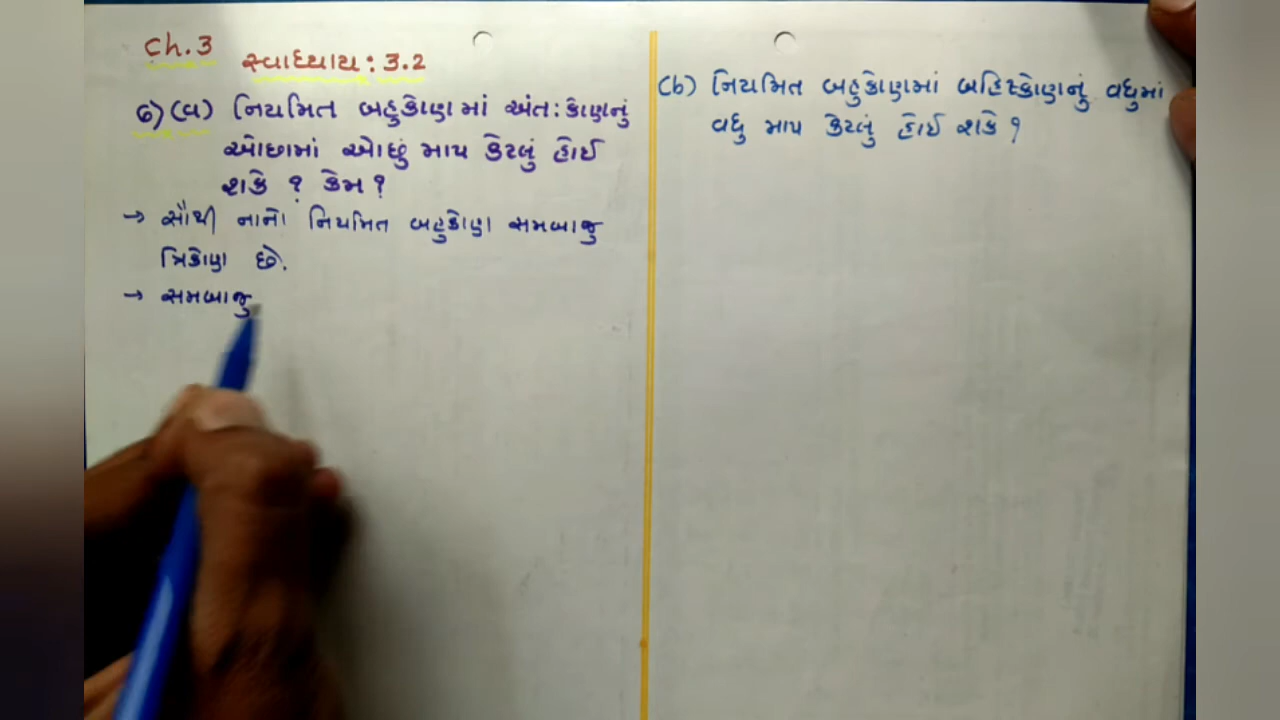 Ch.3
સ્વાધ્યાય: 3.2
6) (a) નિયમિત બહુકોણમાં અંત:કોણનું
ઓછામાં ઓછું માપ કેટલું હોઈ
શકે ? કેમ ?
→ સૌથી નાનો નિયમિત બહુકોણ સમબાજુ
ત્રિકોણ છે.
→ સમબાજુ
(b) નિયમિત બહુકોણમાં બહિષ્કોણનું વધુમાં
વધુ માપ કેટલું હોઈ શકે ?